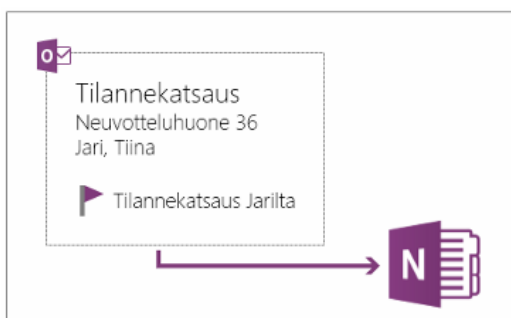 O
Tilannekatsaus
Neuvotteluhuone 36
Jari, Tiina
Tilannekatsaus Jarilta
N